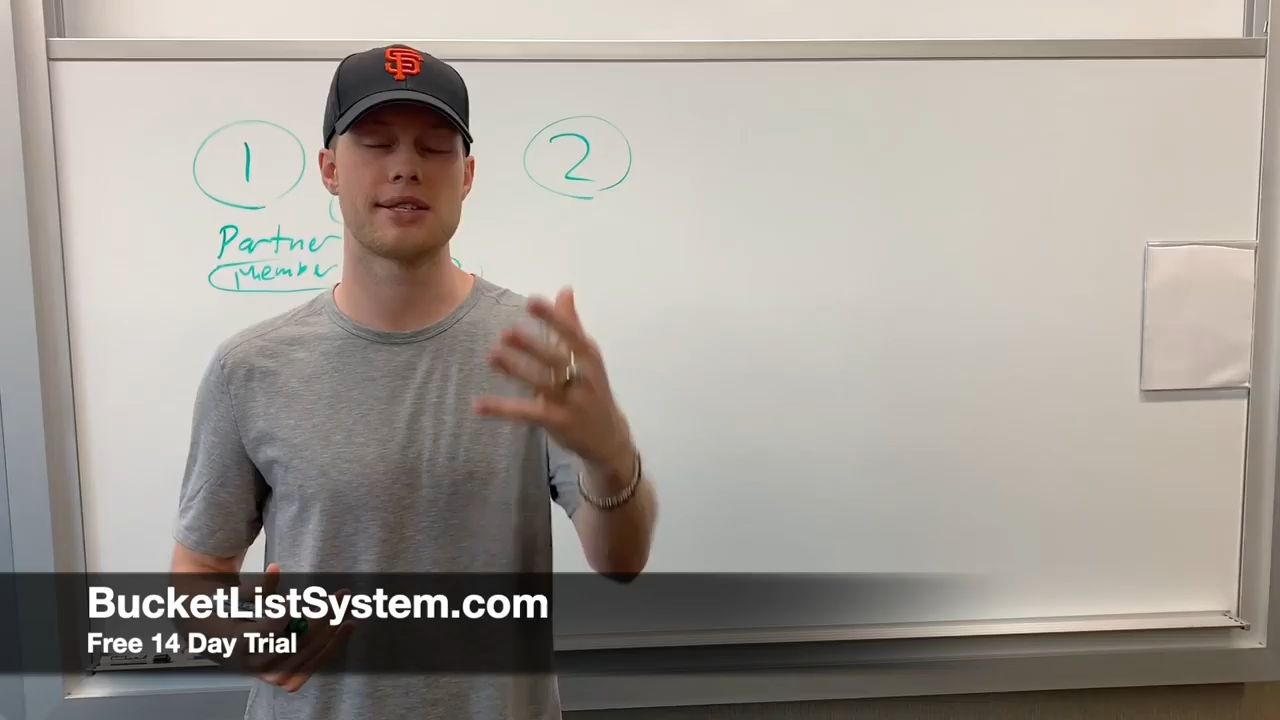 SF
1
2
Partner
Member
BucketListSystem.com
Free 14 Day Trial